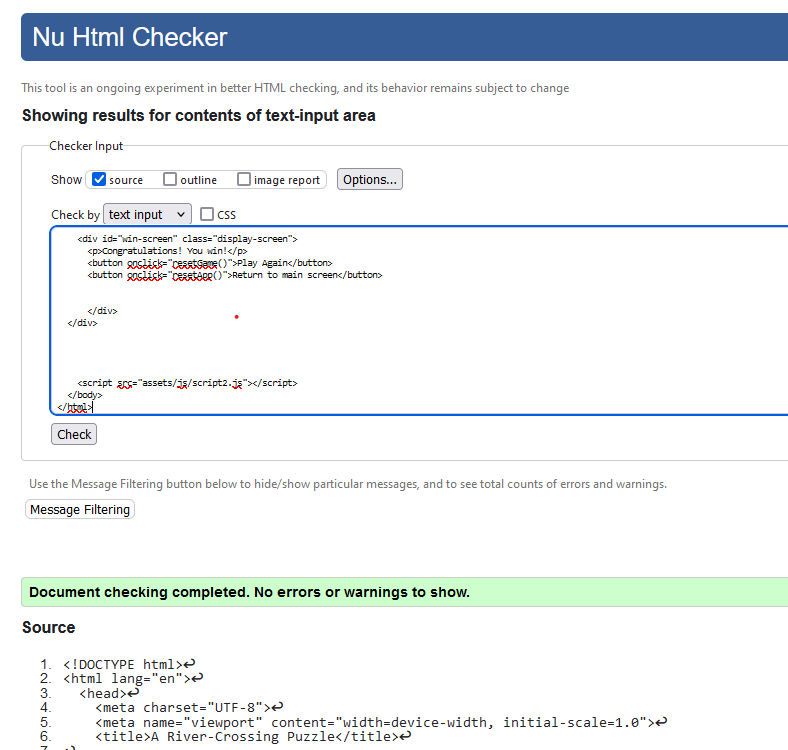 Nu Html Checker
This tool is an ongoing experiment in better HTML checking, and its behavior remains subject to change
Showing results for contents of text-input area
Checker Input
Show source outline image report Options...
Check by text input CSS
<div id="win-screen" class="display-screen">
<p>Congratulations! You win!</p>
<button onclick="resetGame()">Play Again</button>
<button onclick="resetApp()">Return to main screen</button>
</div>
</div>
<script src="assets/js/script2.js"></script>
</body>
</html>
Check
Use the Message Filtering button below to hide/show particular messages, and to see total counts of errors and warnings.
Message Filtering
Document checking completed. No errors or warnings to show.
Source
1. <!DOCTYPE html>↩
2. <html lang="en">↩
3. <head>↩
4. <meta charset="UTF-8">↩
5. <meta name="viewport" content="width=device-width, initial-scale=1.0">↩
6. <title>A River-Crossing Puzzle</title>↩